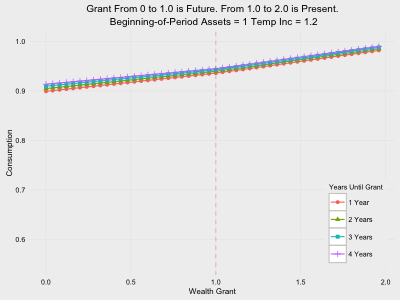 Grant From 0 to 1.0 is Future. From 1.0 to 2.0 is Present.
Beginning-of-Period Assets = 1 Temp Inc = 1.2
Consumption
1.0
0.9
0.8
0.7
0.6
Years Until Grant
1 Year
2 Years
3 Years
4 Years
0.0 0.5 1.0 1.5 2.0
Wealth Grant